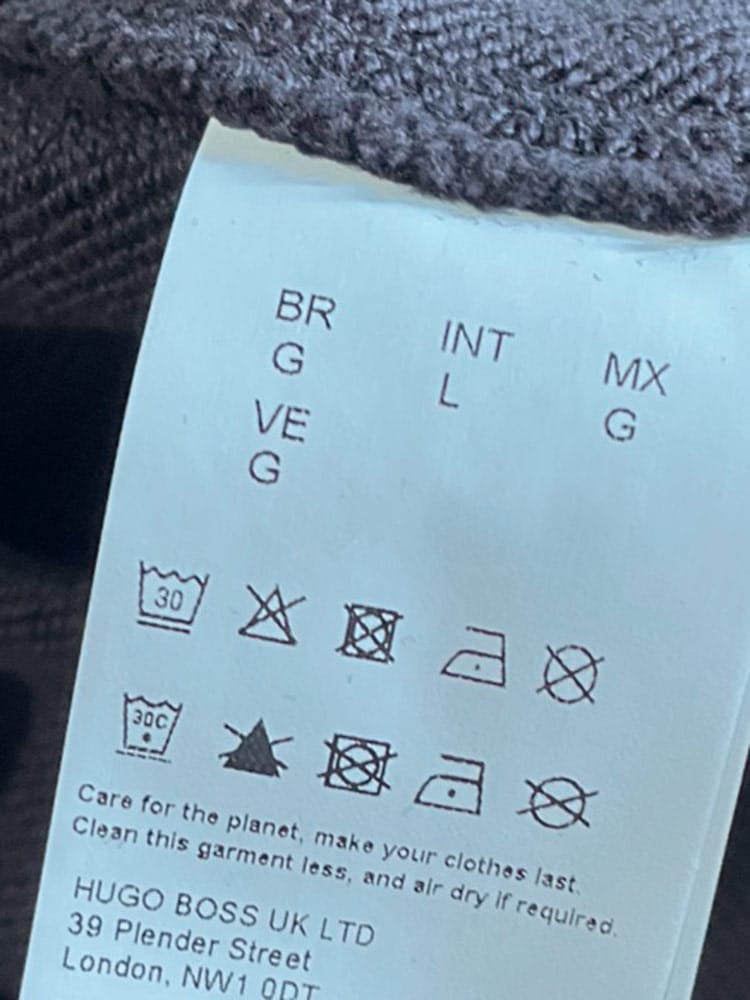 BR INT MX
G L G
VE
G
30
30C
Care for the planet, make your clothes last.
Clean this garment less, and air dry if required.
HUGO BOSS UK LTD
39 Plender Street
London, NW1 0DT